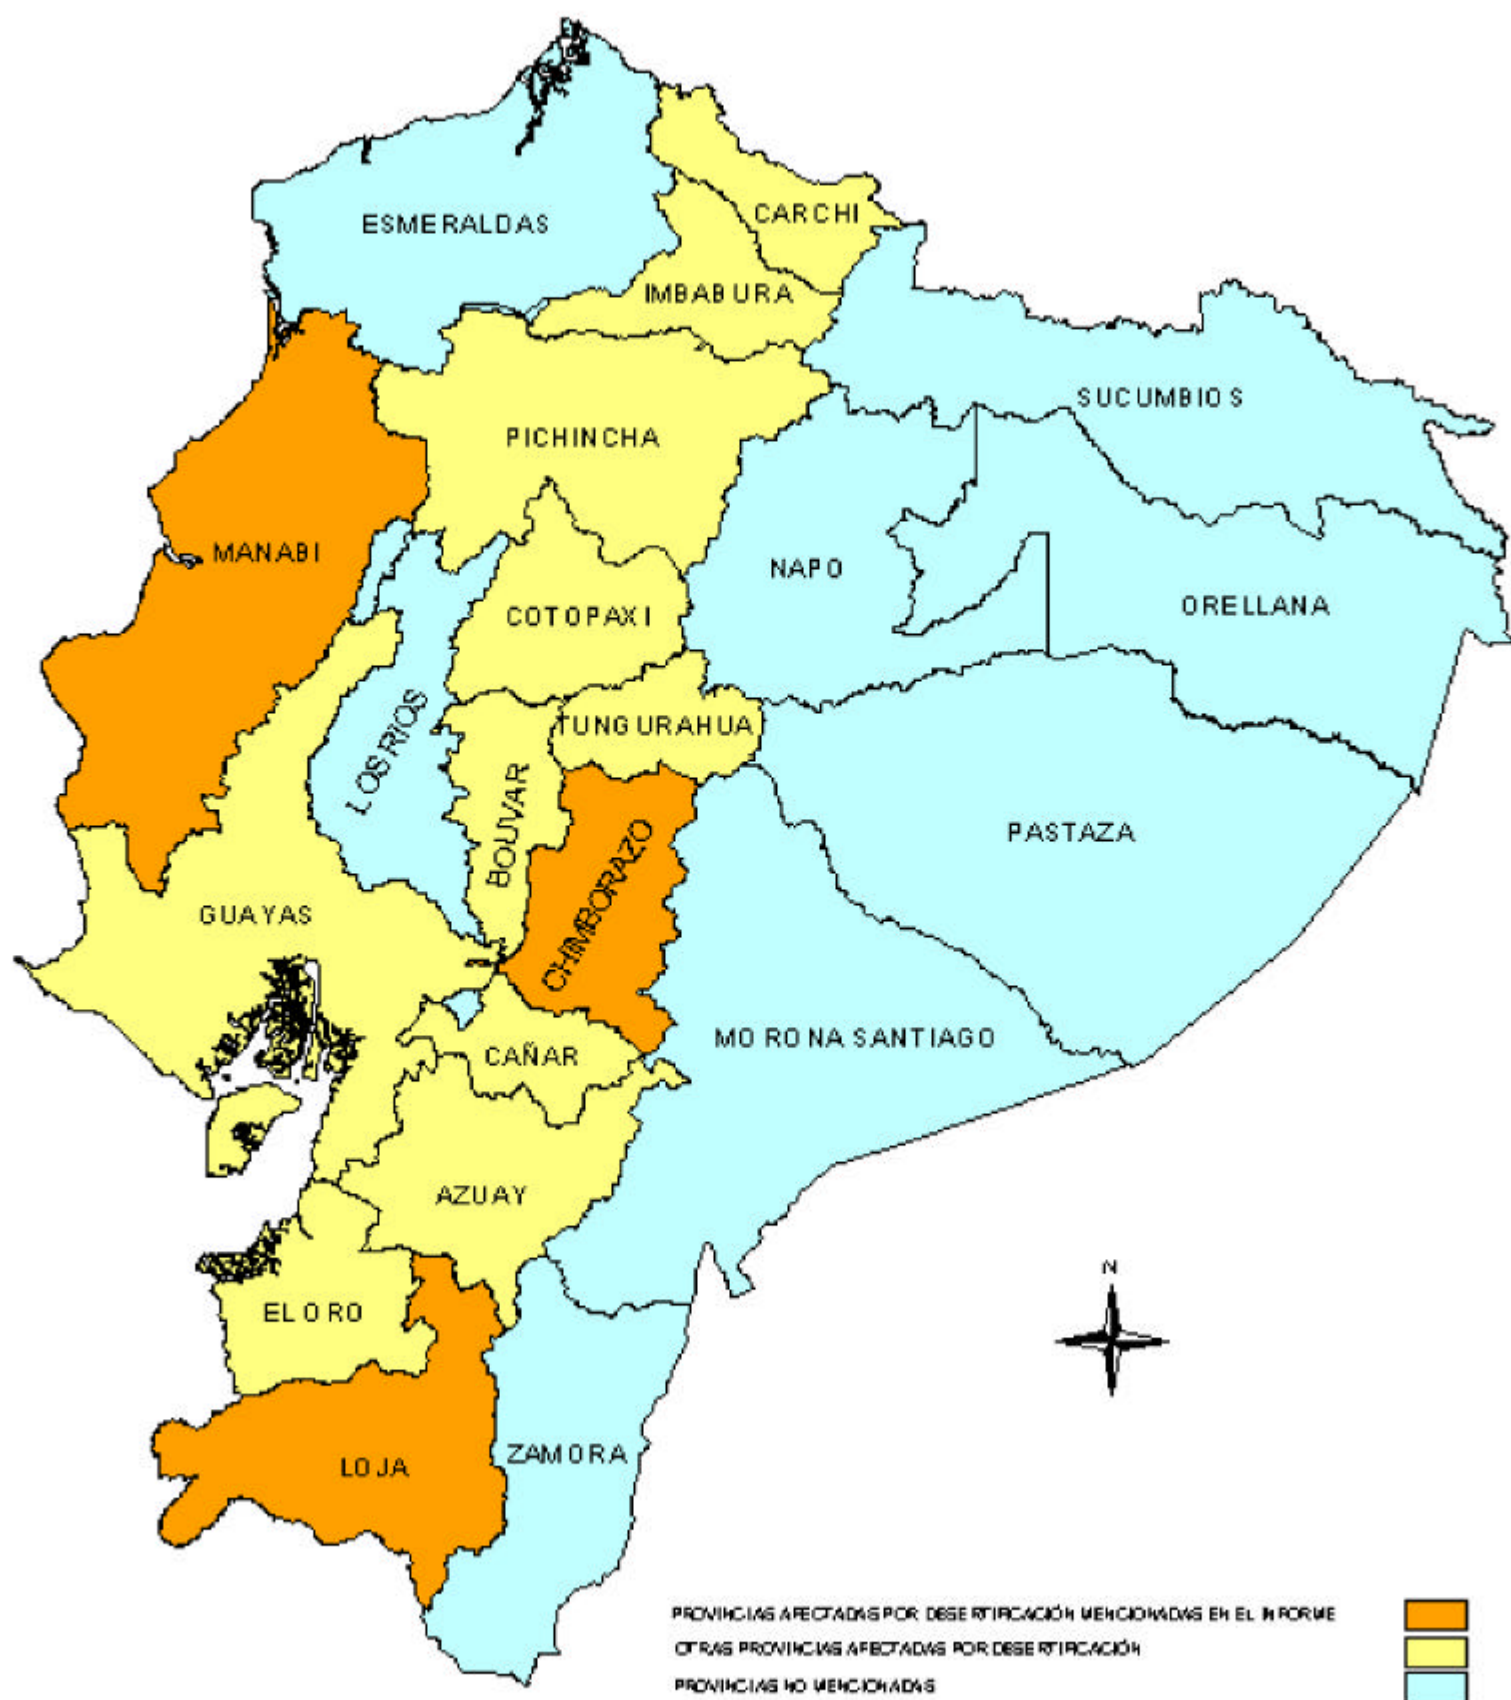 ESMERALDAS
CARCHI
IMBABURA
SUCUMBIOS
PICHINCHA
MANABI
NAPO
ORELLANA
COTOPAXI
LOS RIOS
TUNGURAHUA
BOLIVAR
PASTAZA
CHIMBORAZO
GUAYAS
MORONA SANTIAGO
CAÑAR
AZUAY
N
EL ORO
ZAMORA
LOJA
PROVINCIAS AFECTADAS POR DESERTIFICACIÓN MENCIONADAS EN EL INFORME
OTRAS PROVINCIAS AFECTADAS POR DESERTIFICACIÓN
PROVINCIAS NO MENCIONADAS